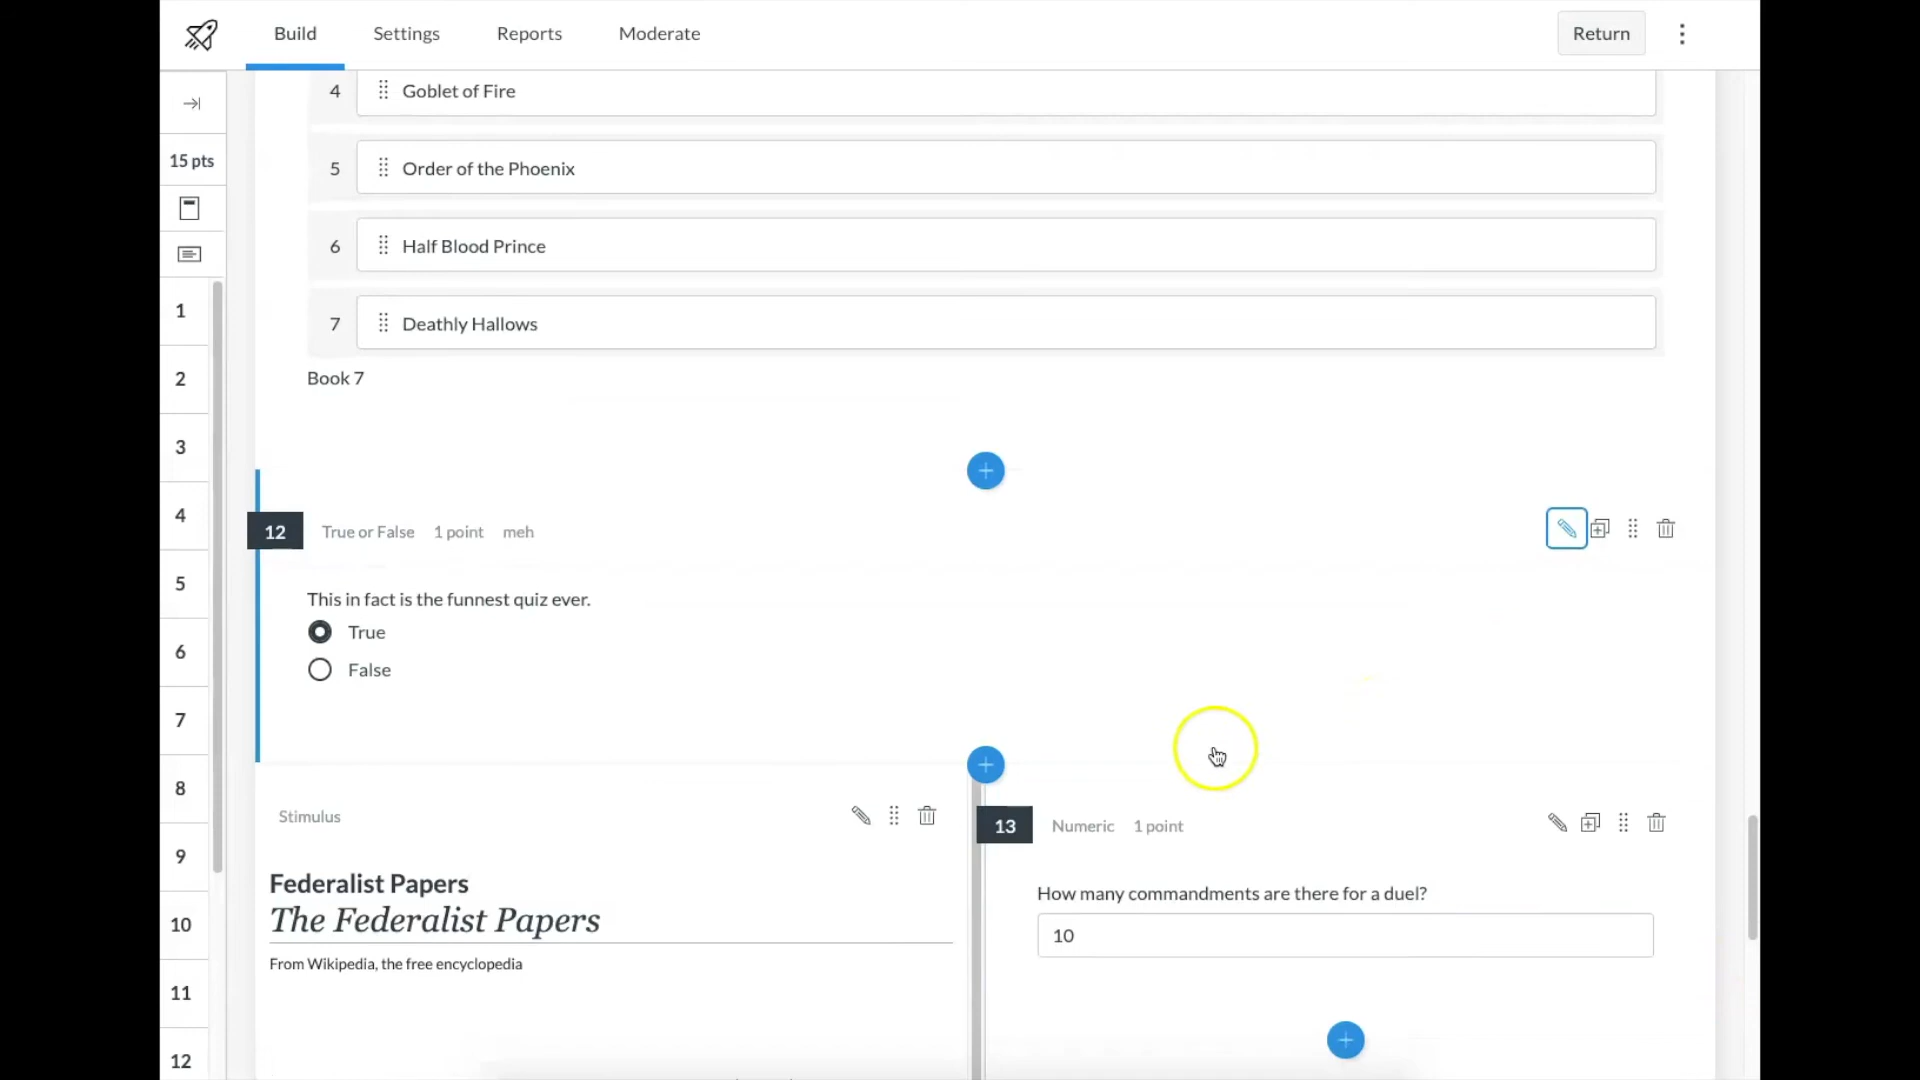 Build Settings Reports Moderate Return
15 pts
1
2
3
4
5
6
7
8
9
10
11
12
4 Goblet of Fire
5 Order of the Phoenix
6 Half Blood Prince
7 Deathly Hallows
Book 7
12 True or False 1 point meh
This in fact is the funnest quiz ever.
True
False
Stimulus
Federalist Papers
The Federalist Papers
From Wikipedia, the free encyclopedia
13 Numeric 1 point
How many commandments are there for a duel?
10